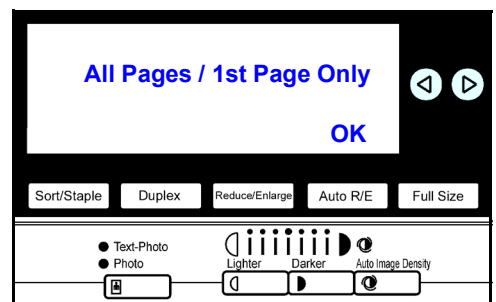 All Pages / 1st Page Only
OK
Sort/Staple Duplex Reduce/Enlarge Auto R/E Full Size
Text-Photo
Photo
Lighter Darker Auto Image Density